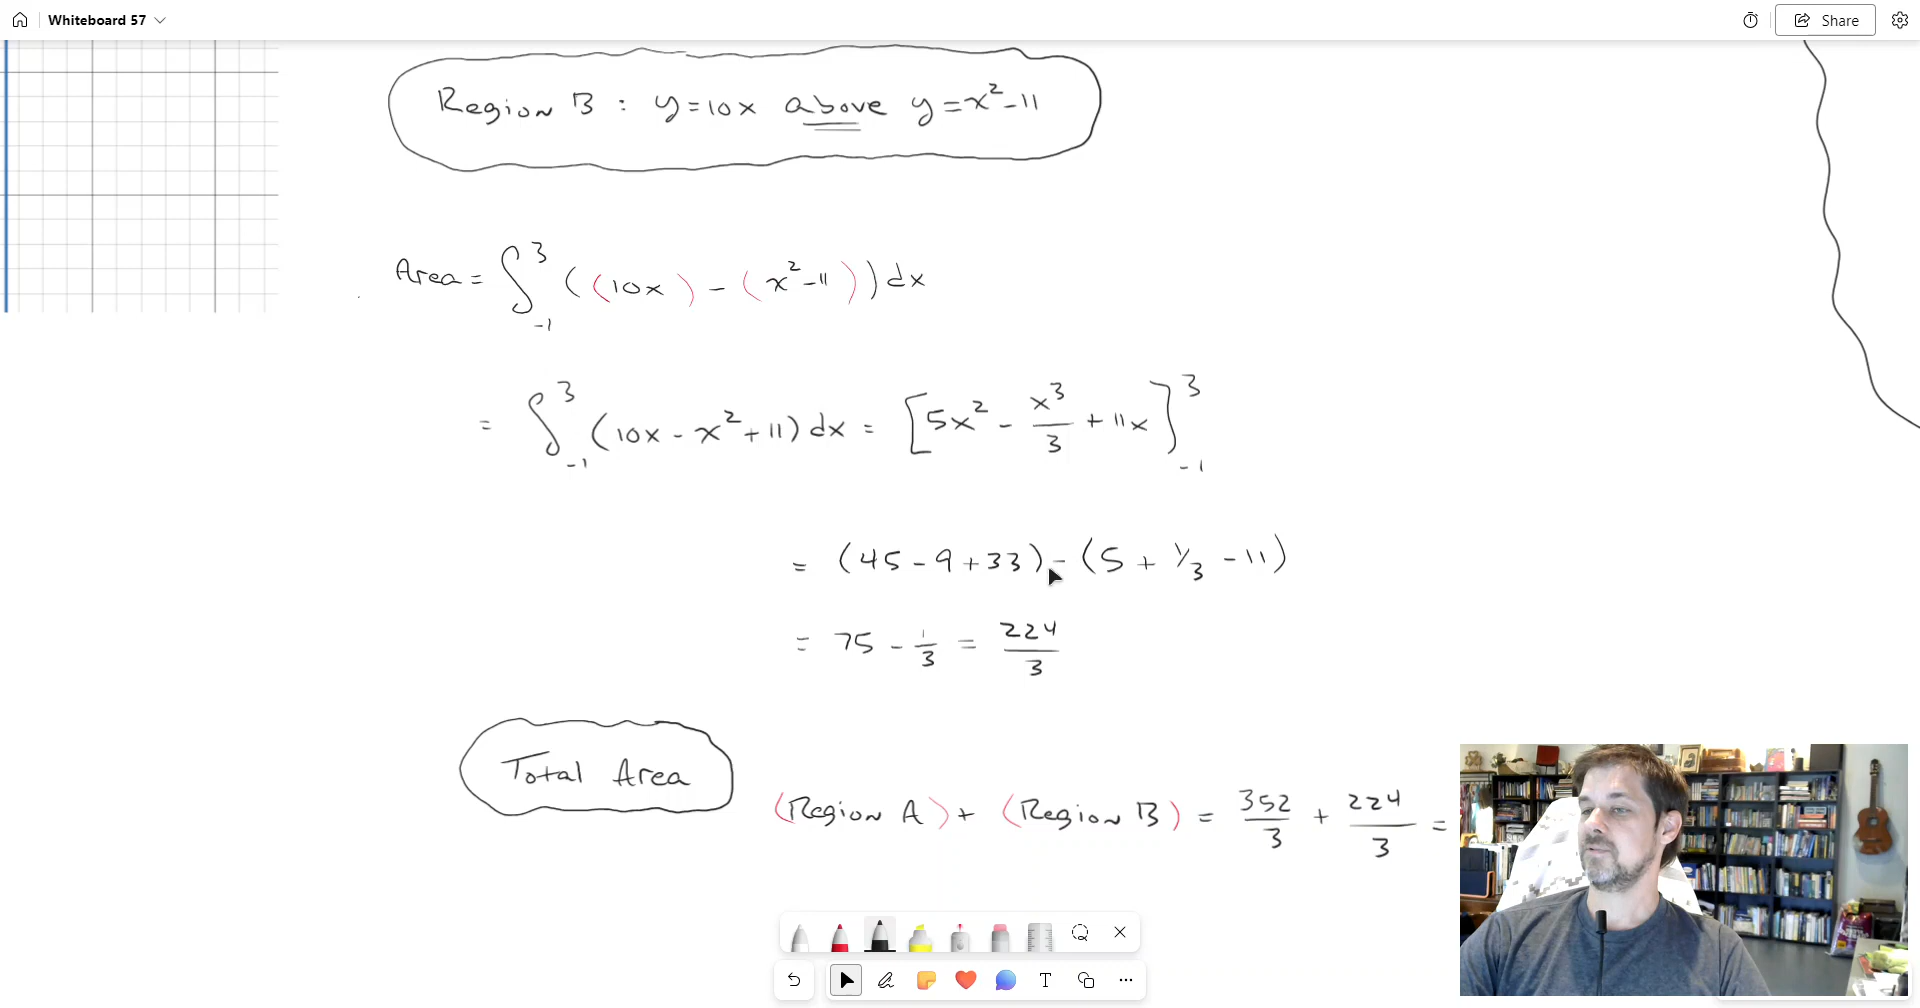 Whiteboard 57
Share
Region B : y=10x above y=x²-11
Area = ∫₋₁³ ((10x) - (x²-11)) dx
= ∫₋₁³ (10x - x² + 11) dx = [5x² - x³/3 + 11x]₋₁³
= (45 - 9 + 33) - (5 + 1/3 - 11)
= 75 - 1/3 = 224/3
Total Area
(Region A) + (Region B) = 352/3 + 224/3 =
T